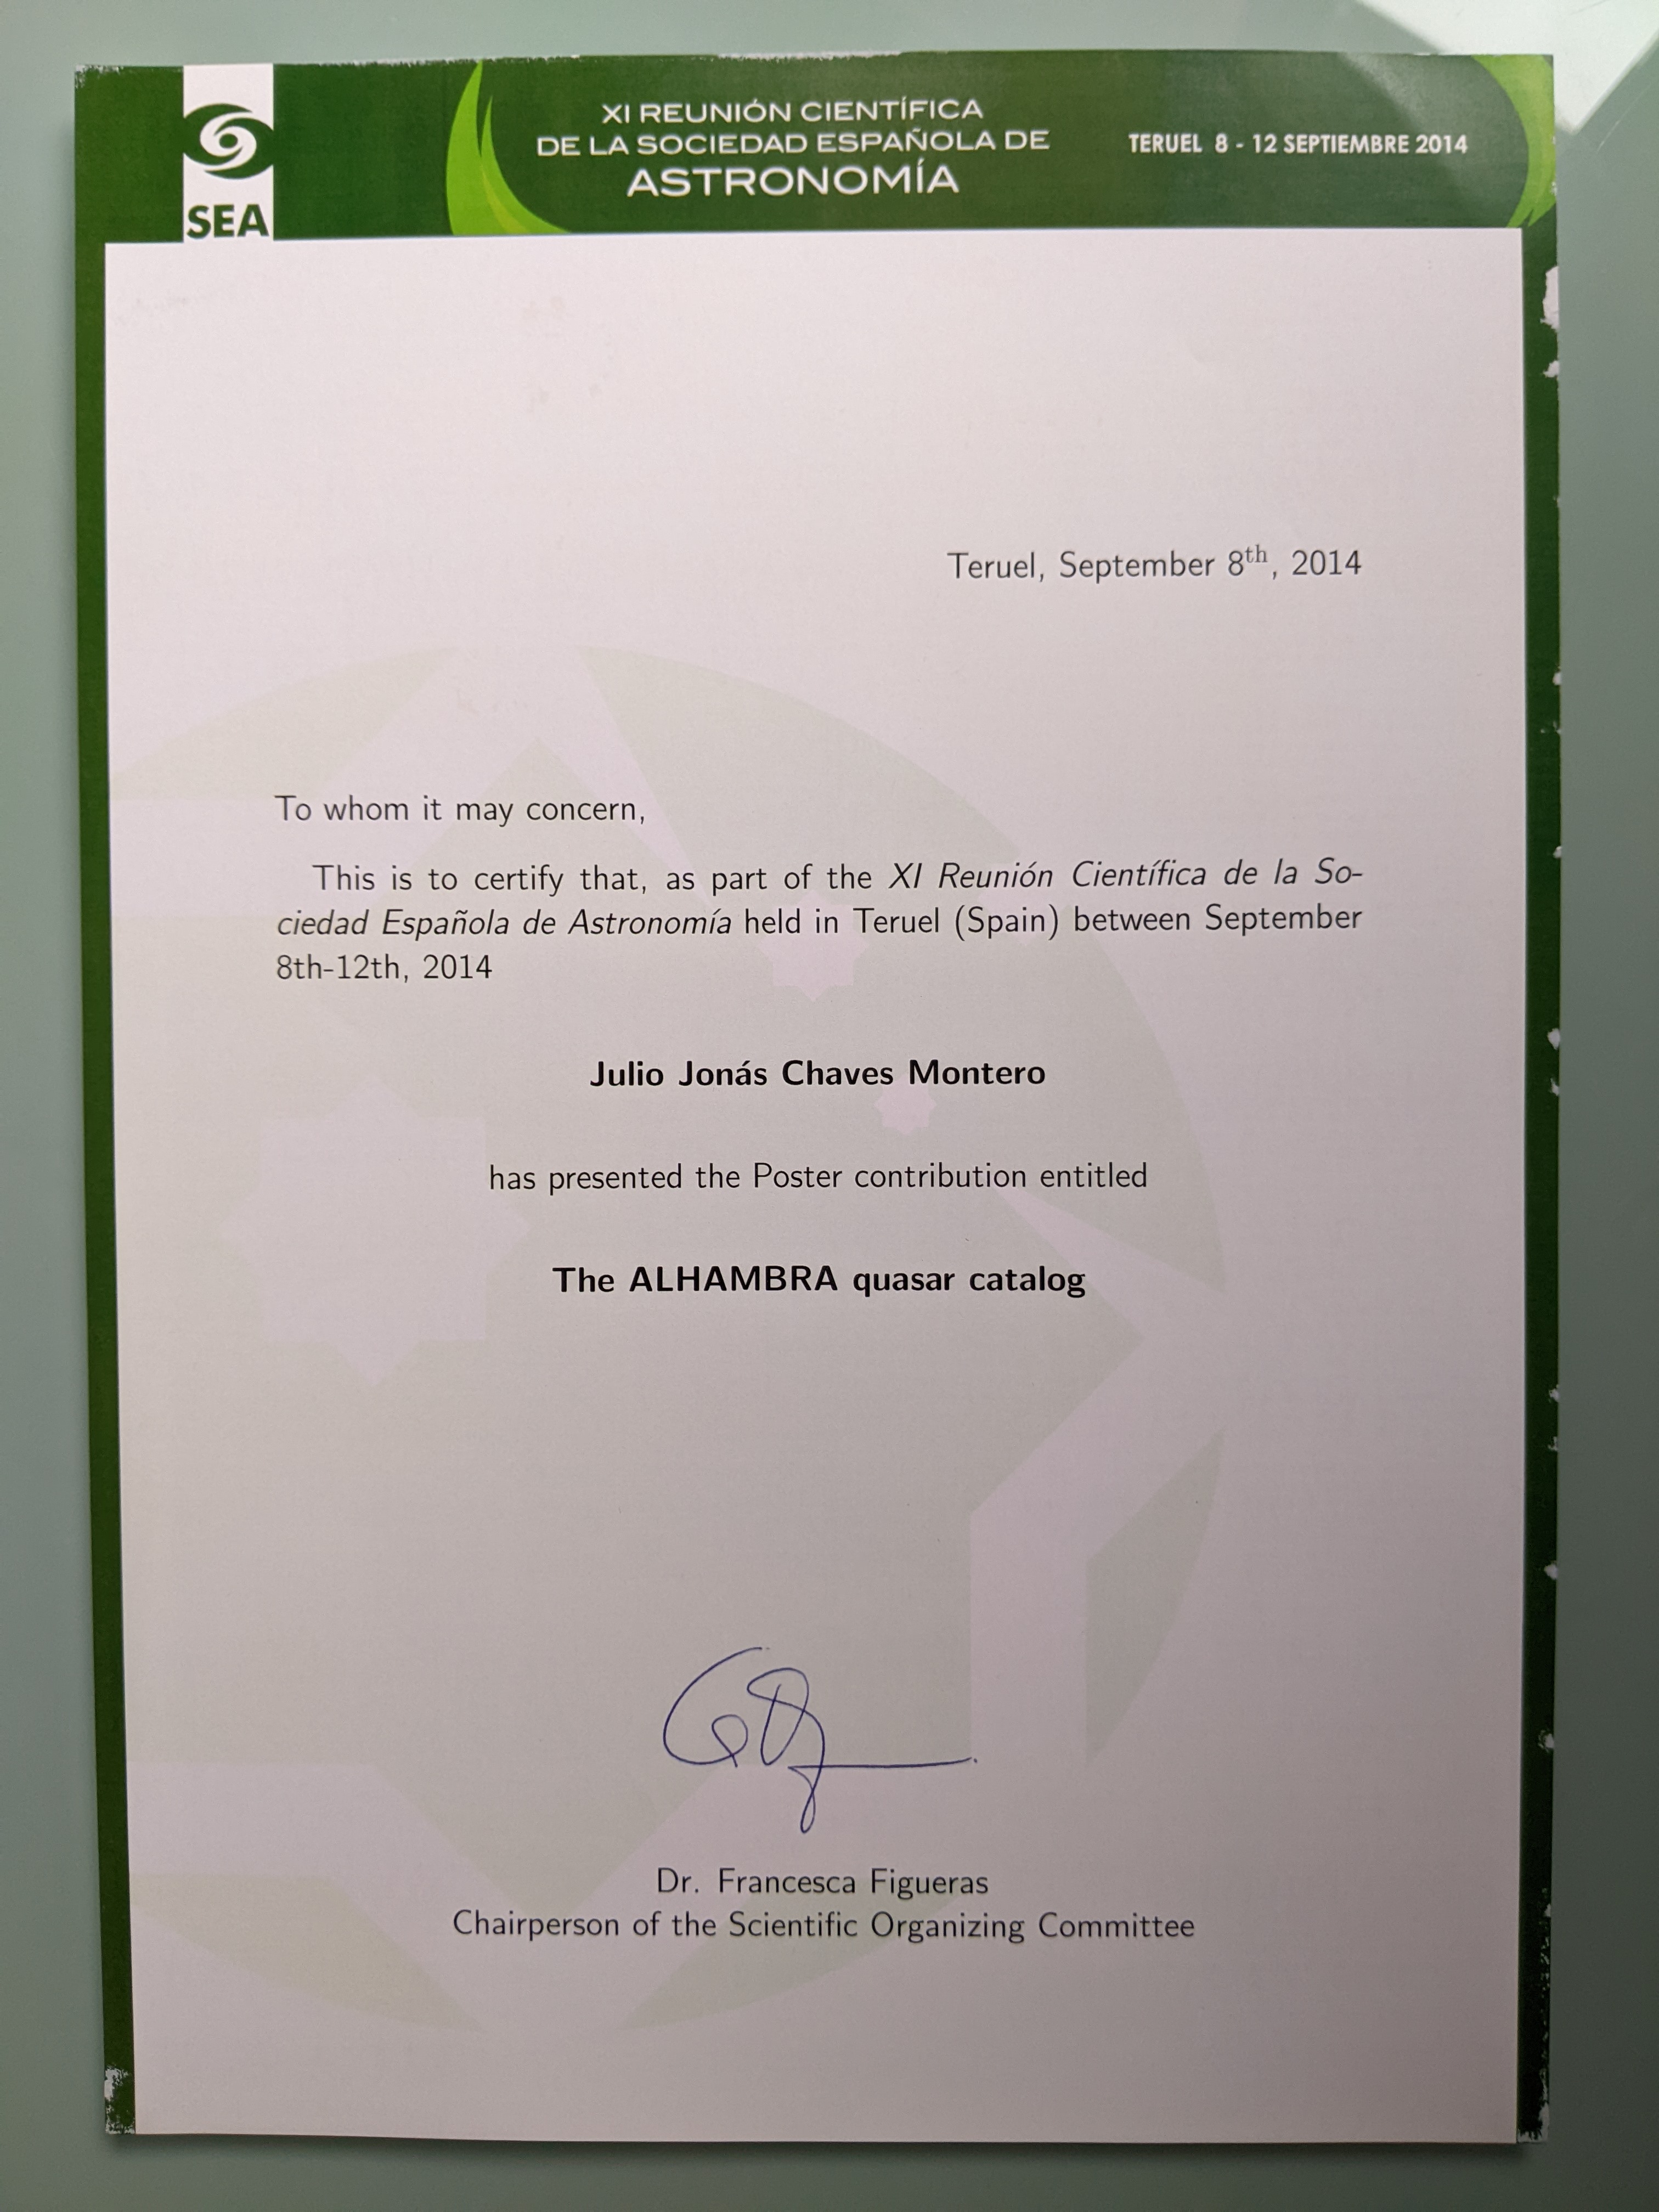 SEA
XI REUNIÓN CIENTÍFICA
DE LA SOCIEDAD ESPAÑOLA DE
ASTRONOMÍA
TERUEL 8 - 12 SEPTIEMBRE 2014
Teruel, September 8th, 2014
To whom it may concern,
This is to certify that, as part of the XI Reunión Científica de la So-
ciedad Española de Astronomía held in Teruel (Spain) between September
8th-12th, 2014
Julio Jonás Chaves Montero
has presented the Poster contribution entitled
The ALHAMBRA quasar catalog
Dr. Francesca Figueras
Chairperson of the Scientific Organizing Committee